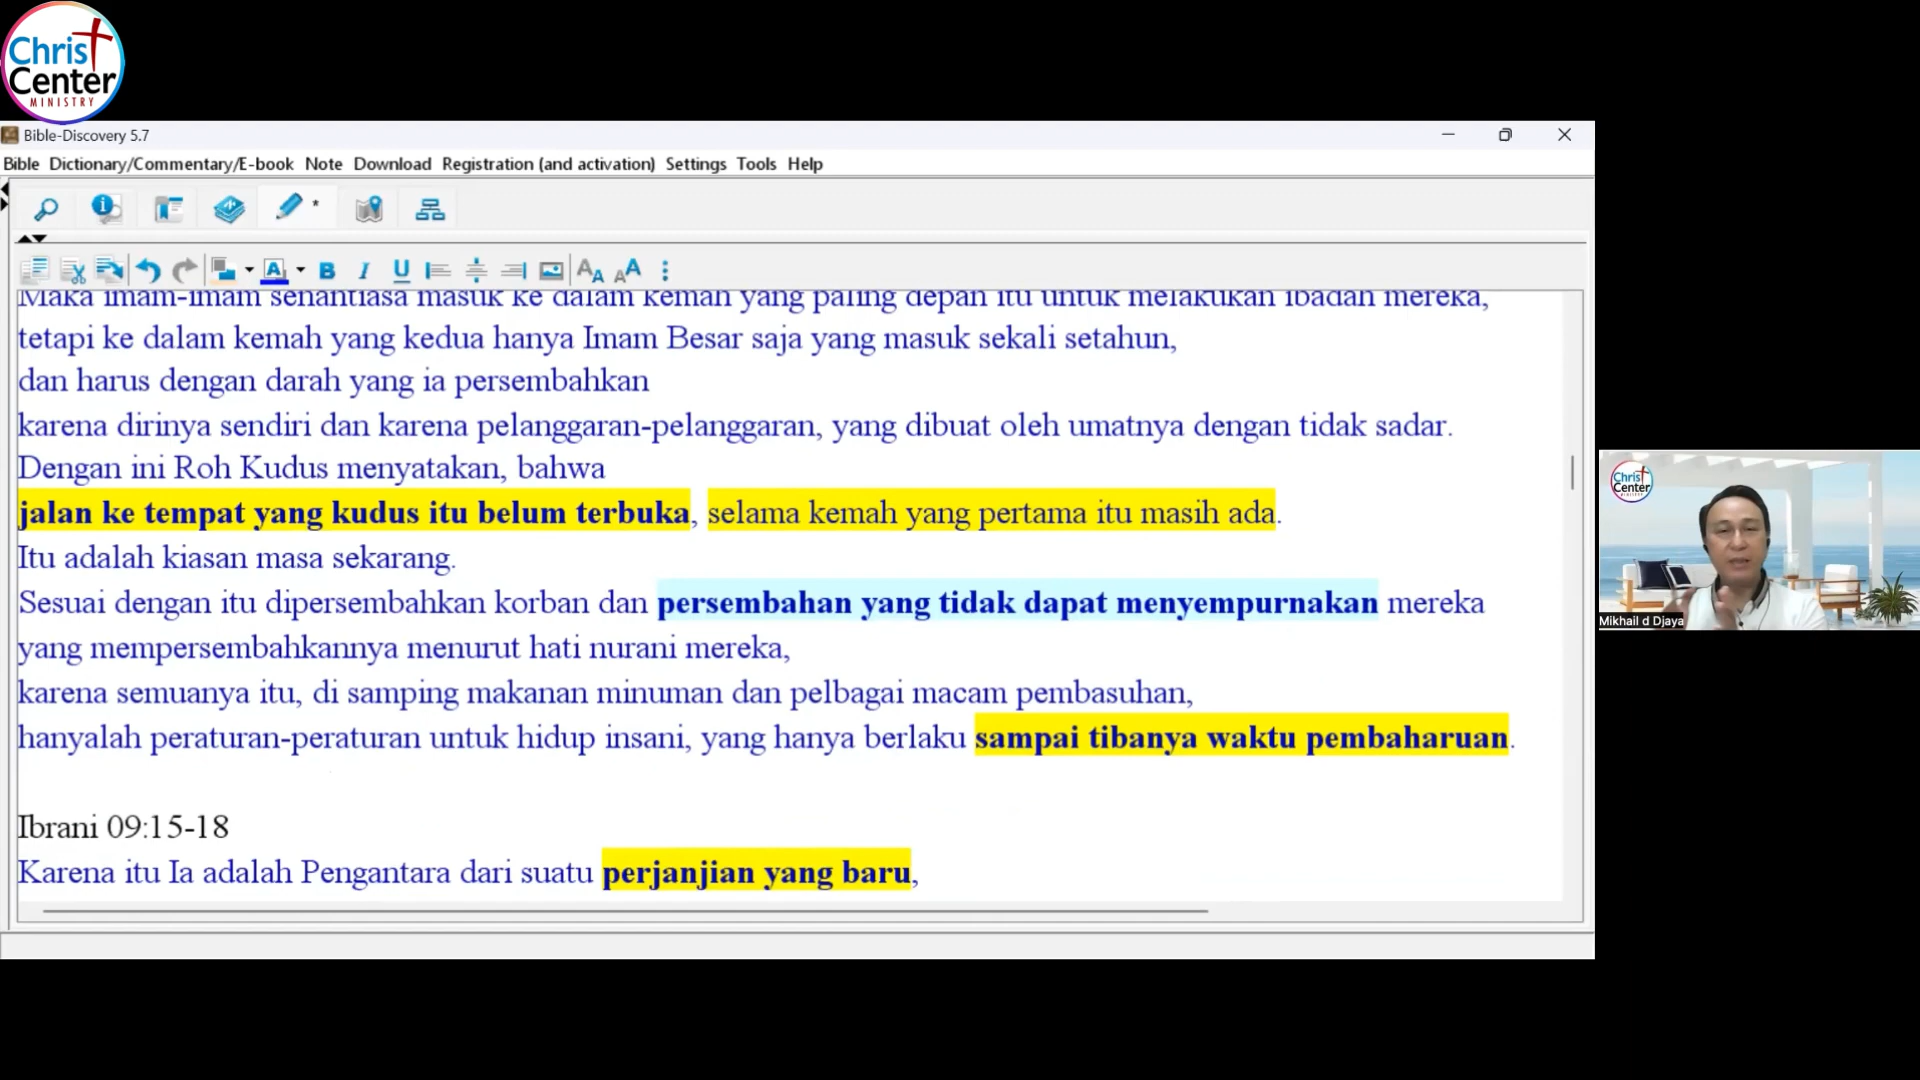 Christ
Center
MINISTRY
Bible-Discovery 5.7
Bible Dictionary/Commentary/E-book Note Download Registration (and activation) Settings Tools Help
*
B I U
Maka imam-imam senantiasa masuk ke dalam kemah yang paling depan itu untuk melakukan ibadah mereka,
tetapi ke dalam kemah yang kedua hanya Imam Besar saja yang masuk sekali setahun,
dan harus dengan darah yang ia persembahkan
karena dirinya sendiri dan karena pelanggaran-pelanggaran, yang dibuat oleh umatnya dengan tidak sadar.
Dengan ini Roh Kudus menyatakan, bahwa
jalan ke tempat yang kudus itu belum terbuka, selama kemah yang pertama itu masih ada.
Itu adalah kiasan masa sekarang.
Sesuai dengan itu dipersembahkan korban dan persembahan yang tidak dapat menyempurnakan mereka
yang mempersembahkannya menurut hati nurani mereka,
karena semuanya itu, di samping makanan minuman dan pelbagai macam pembasuhan,
hanyalah peraturan-peraturan untuk hidup insani, yang hanya berlaku sampai tibanya waktu pembaharuan.
Ibrani 09:15-18
Karena itu Ia adalah Pengantara dari suatu perjanjian yang baru,
Christ
Center
Mikhail d Djaya